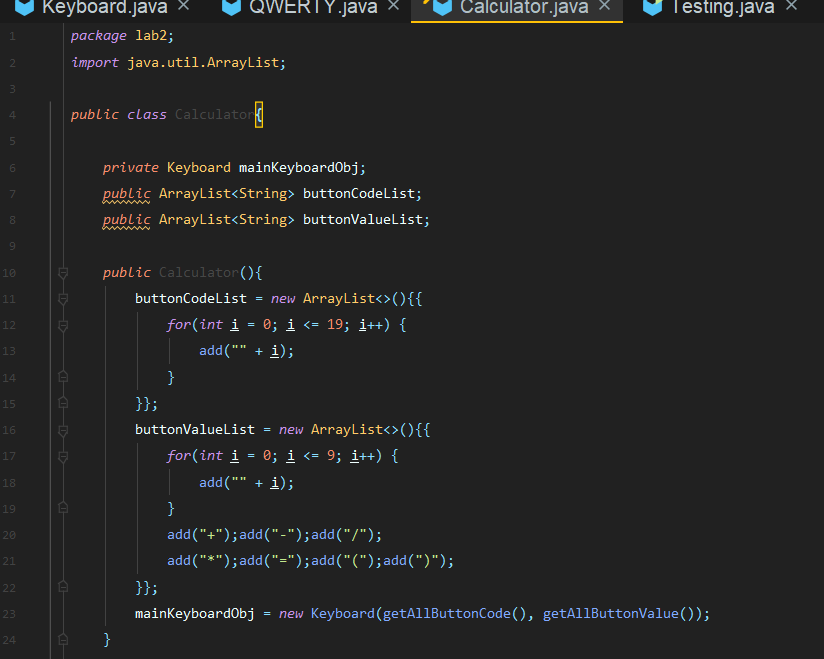 Keyboard.java × QWERTY.java × Calculator.java × Testing.java ×
1 package lab2;
2 import java.util.ArrayList;
3
4 public class Calculator{
5
6 private Keyboard mainKeyboardObj;
7 public ArrayList<String> buttonCodeList;
8 public ArrayList<String> buttonValueList;
9
10 public Calculator(){
11 buttonCodeList = new ArrayList<>(){{
12 for(int i = 0; i <= 19; i++) {
13 add("" + i);
14 }
15 }};
16 buttonValueList = new ArrayList<>(){{
17 for(int i = 0; i <= 9; i++) {
18 add("" + i);
19 }
20 add("+");add("-");add("/");
21 add("*");add("=");add("(");add(")");
22 }};
23 mainKeyboardObj = new Keyboard(getAllButtonCode(), getAllButtonValue());
24 }